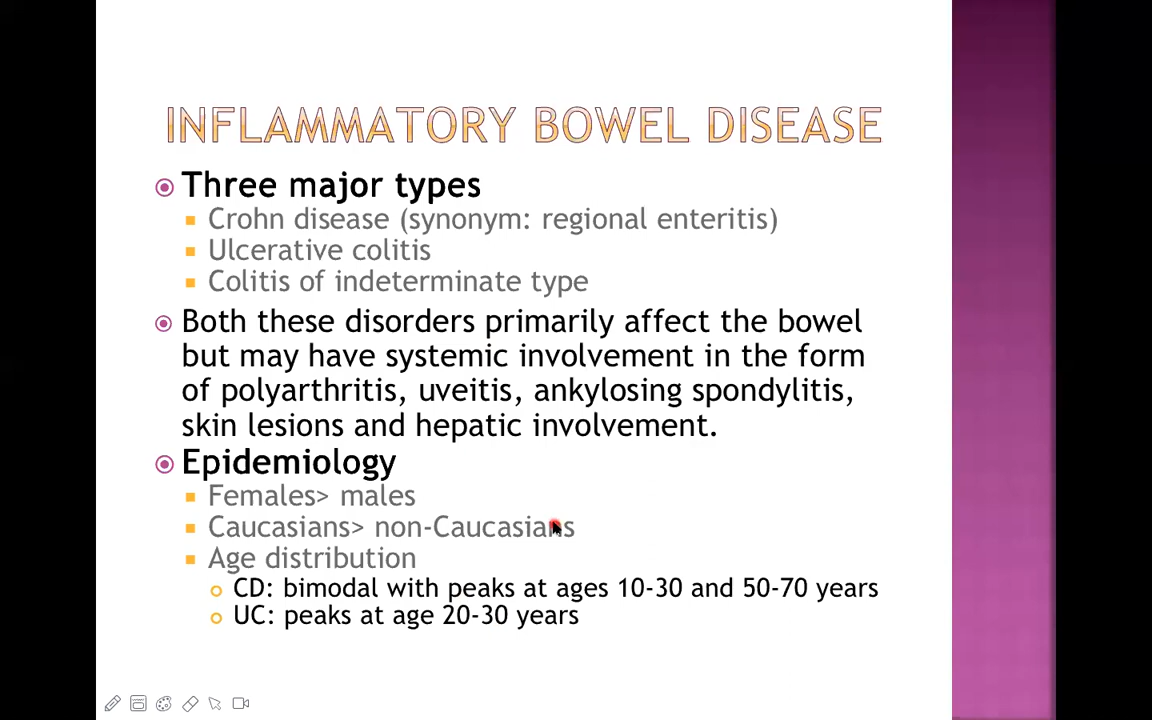 INFLAMMATORY BOWEL DISEASE
Three major types
Crohn disease (synonym: regional enteritis)
Ulcerative colitis
Colitis of indeterminate type
Both these disorders primarily affect the bowel
but may have systemic involvement in the form
of polyarthritis, uveitis, ankylosing spondylitis,
skin lesions and hepatic involvement.
Epidemiology
Females> males
Caucasians> non-Caucasians
Age distribution
CD: bimodal with peaks at ages 10-30 and 50-70 years
UC: peaks at age 20-30 years